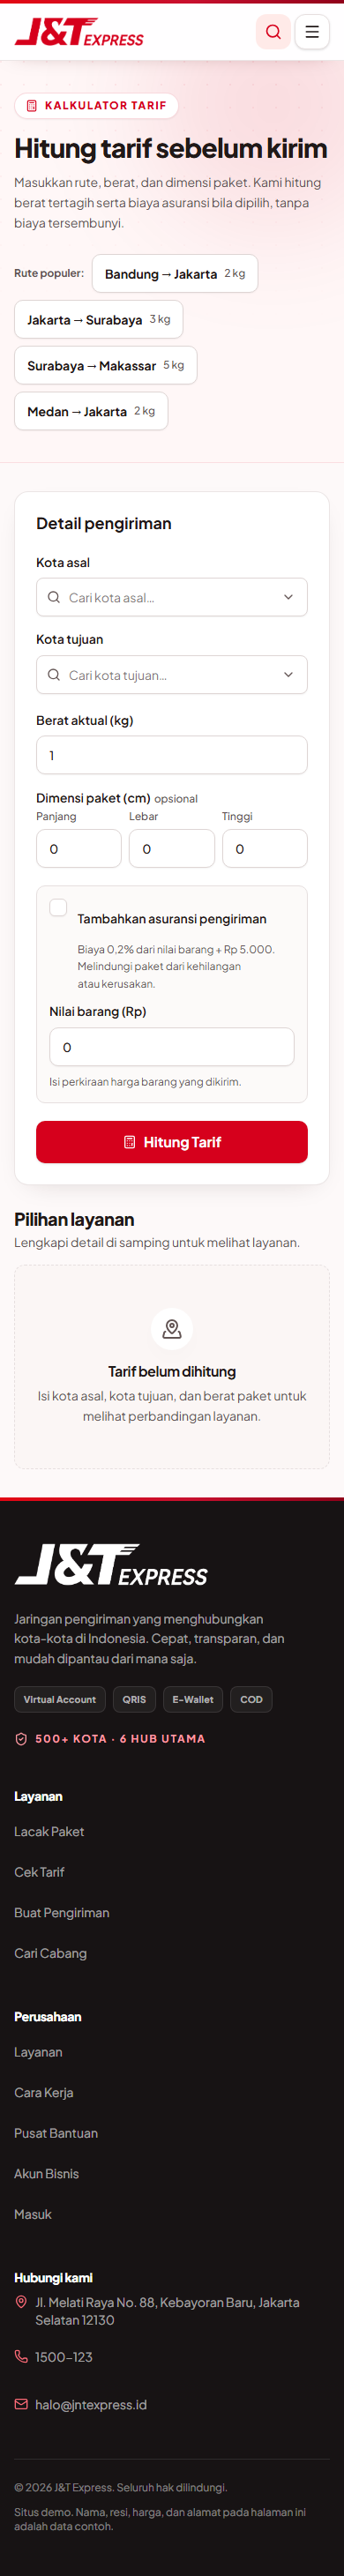 J&T EXPRESS
KALKULATOR TARIF
Hitung tarif sebelum kirim
Masukkan rute, berat, dan dimensi paket. Kami hitung
berat tertagih serta biaya asuransi bila dipilih, tanpa
biaya tersembunyi.
Rute populer: Bandung → Jakarta 2 kg
Jakarta → Surabaya 3 kg
Surabaya → Makassar 5 kg
Medan → Jakarta 2 kg
Detail pengiriman
Kota asal
Cari kota asal...
Kota tujuan
Cari kota tujuan...
Berat aktual (kg)
1
Dimensi paket (cm) opsional
Panjang Lebar Tinggi
0 0 0
Tambahkan asuransi pengiriman
Biaya 0,2% dari nilai barang + Rp 5.000.
Melindungi paket dari kehilangan
atau kerusakan.
Nilai barang (Rp)
0
Isi perkiraan harga barang yang dikirim.
Hitung Tarif
Pilihan layanan
Lengkapi detail di samping untuk melihat layanan.
Tarif belum dihitung
Isi kota asal, kota tujuan, dan berat paket untuk
melihat perbandingan layanan.
J&T EXPRESS
Jaringan pengiriman yang menghubungkan
kota-kota di Indonesia. Cepat, transparan, dan
mudah dipantau dari mana saja.
Virtual Account QRIS E-Wallet COD
500+ KOTA · 6 HUB UTAMA
Layanan
Lacak Paket
Cek Tarif
Buat Pengiriman
Cari Cabang
Perusahaan
Layanan
Cara Kerja
Pusat Bantuan
Akun Bisnis
Masuk
Hubungi kami
Jl. Melati Raya No. 88, Kebayoran Baru, Jakarta
Selatan 12130
1500-123
halo@jntexpress.id
© 2026 J&T Express. Seluruh hak dilindungi.
Situs demo. Nama, resi, harga, dan alamat pada halaman ini
adalah data contoh.